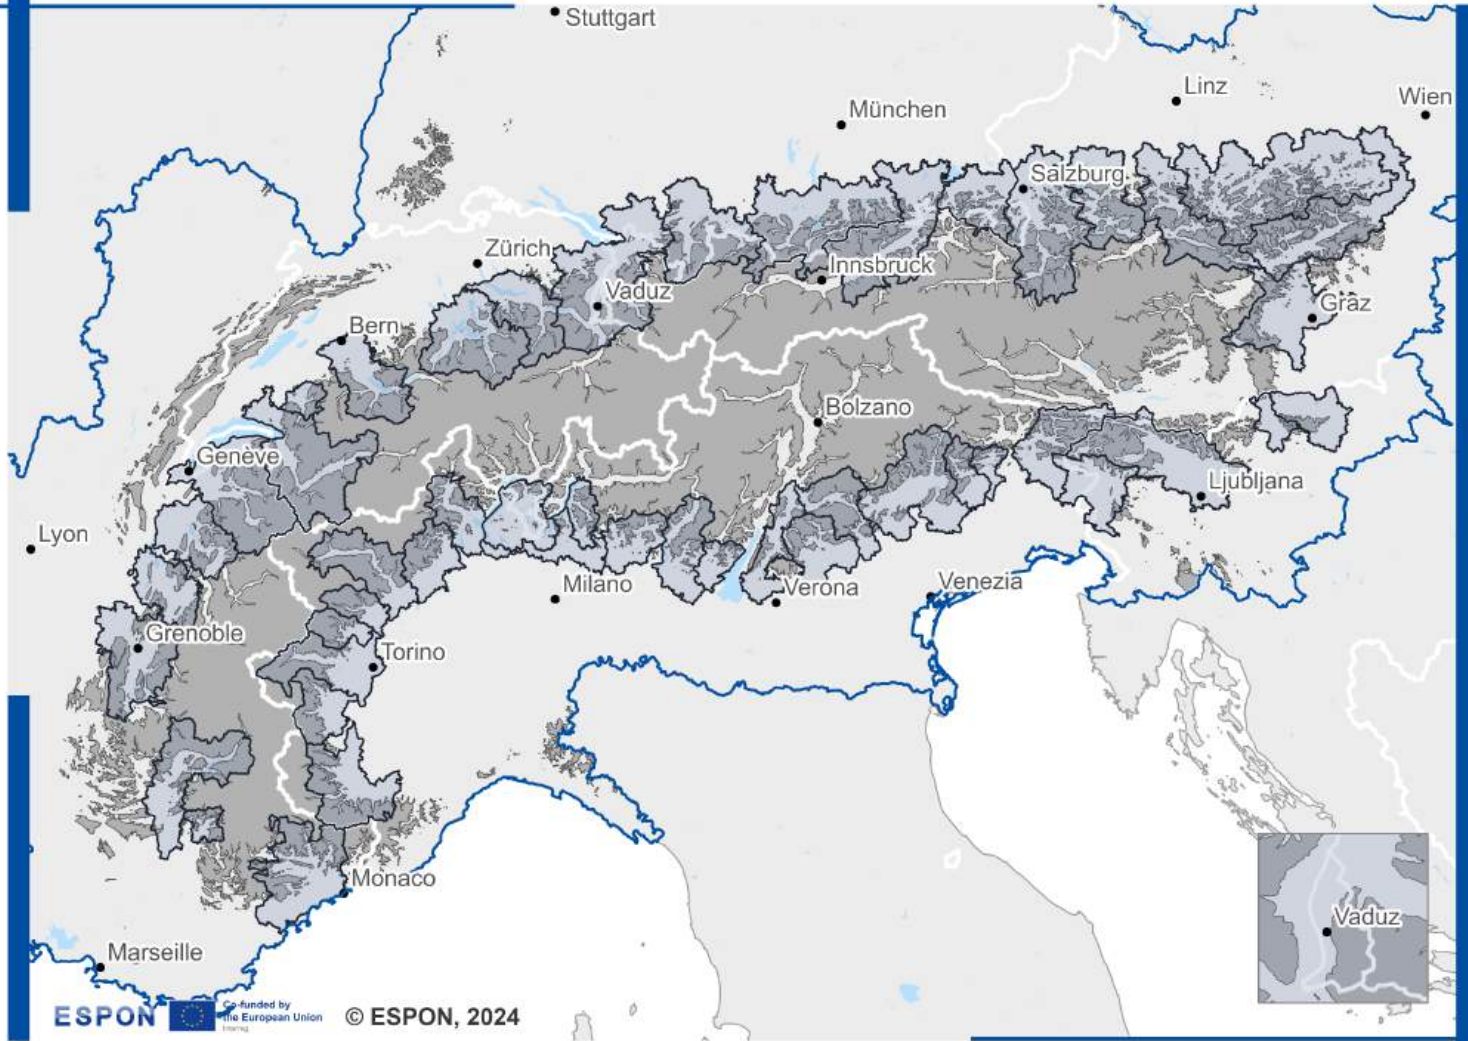 Stuttgart
Linz
Wien
München
Salzburg
Zürich
Innsbruck
Vaduz
Graz
Bern
Bolzano
Genève
Ljubljana
Lyon
Milano
Verona
Venezia
Grenoble
Torino
Monaco
Vaduz
Marseille
Co-funded by
the European Union
Interreg
ESPON
© ESPON, 2024